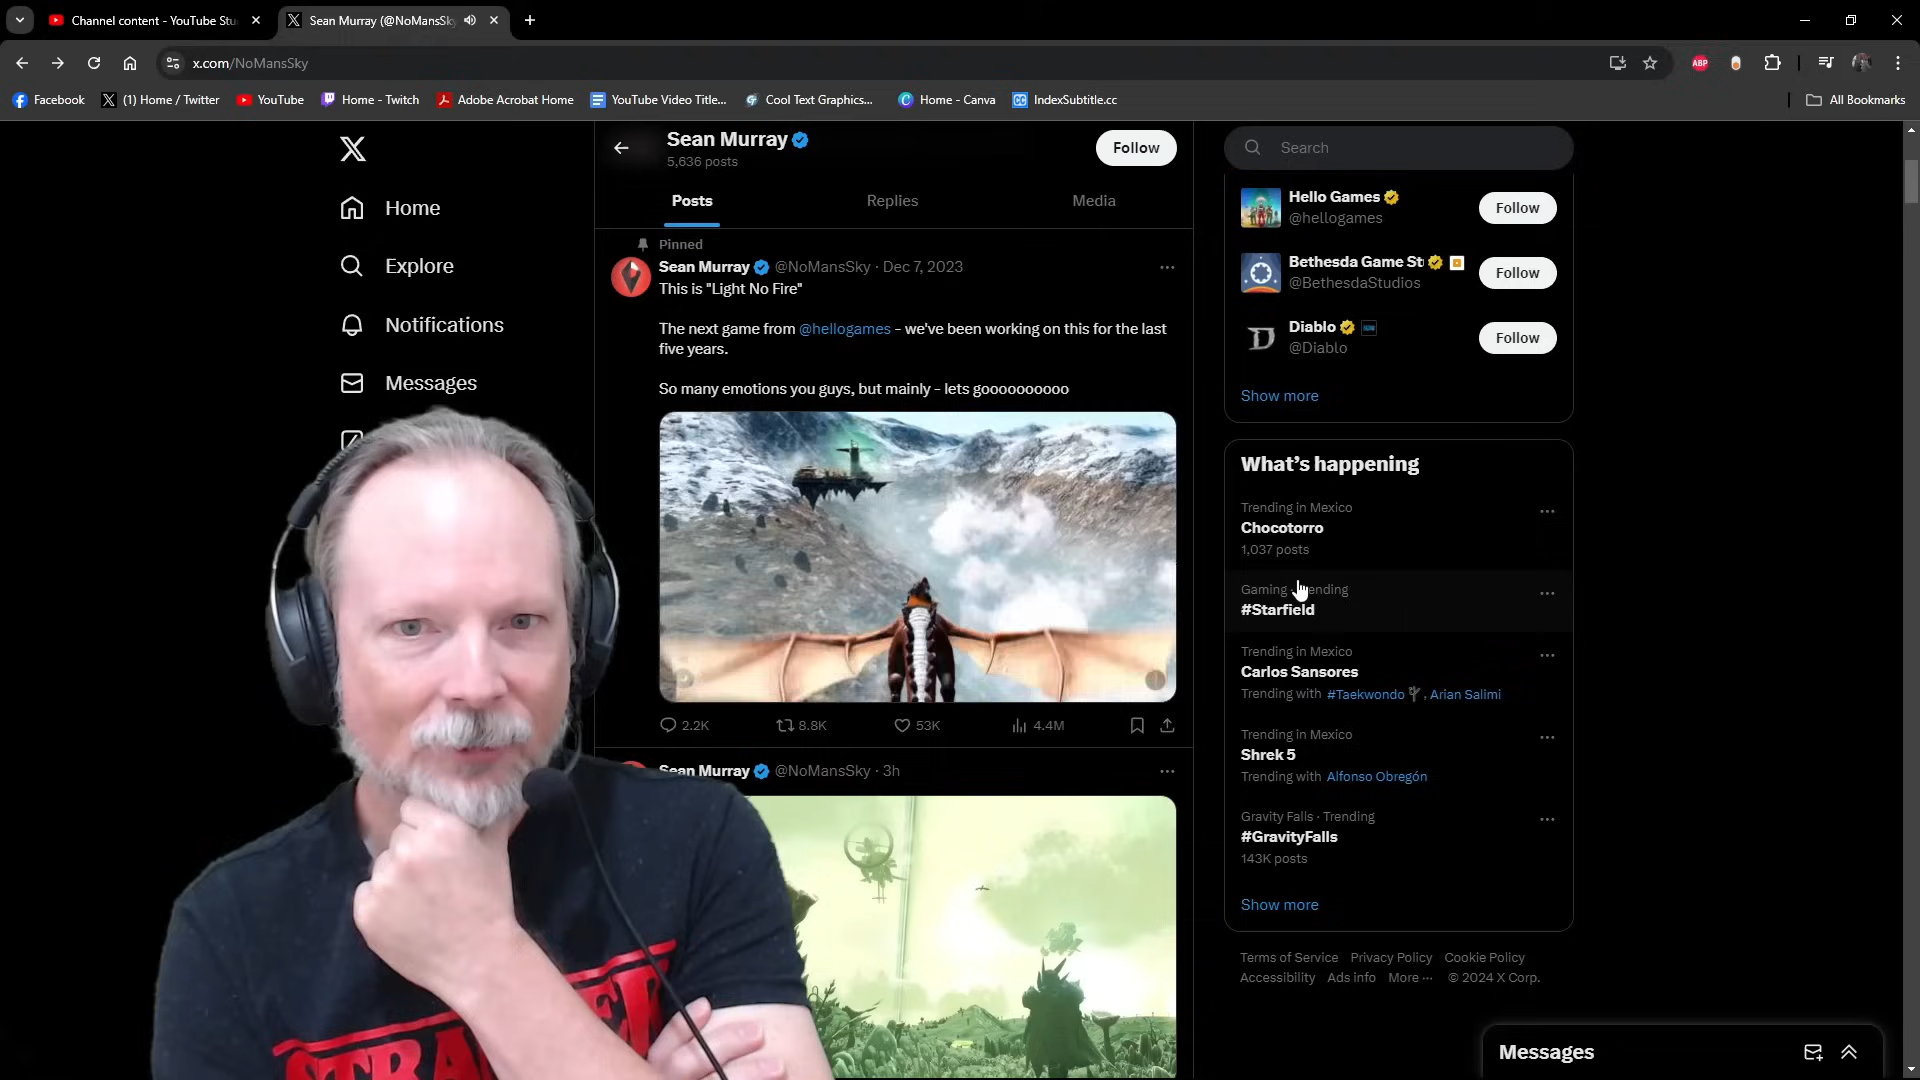 Channel content - YouTube Stu
Sean Murray (@NoMansSky
x.com/NoMansSky
ABP
Facebook
(1) Home / Twitter
YouTube
Home - Twitch
Adobe Acrobat Home
YouTube Video Title...
Cool Text Graphics...
Home - Canva
IndexSubtitle.cc
All Bookmarks
Home
Explore
Notifications
Messages
Sean Murray
5,636 posts
Follow
Posts
Replies
Media
Pinned
Sean Murray @NoMansSky · Dec 7, 2023
This is "Light No Fire"
The next game from @hellogames - we've been working on this for the last
five years.
So many emotions you guys, but mainly - lets goooooooooo
2.2K
8.8K
53K
4.4M
Sean Murray @NoMansSky · 3h
Search
Hello Games
@hellogames
Follow
Bethesda Game St
@BethesdaStudios
Follow
Diablo
@Diablo
Follow
Show more
What's happening
Trending in Mexico
Chocotorro
1,037 posts
Gaming · ending
#Starfield
Trending in Mexico
Carlos Sansores
Trending with #Taekwondo, Arian Salimi
Trending in Mexico
Shrek 5
Trending with Alfonso Obregón
Gravity Falls · Trending
#GravityFalls
143K posts
Show more
Terms of Service Privacy Policy Cookie Policy
Accessibility Ads info More ··· © 2024 X Corp.
Messages